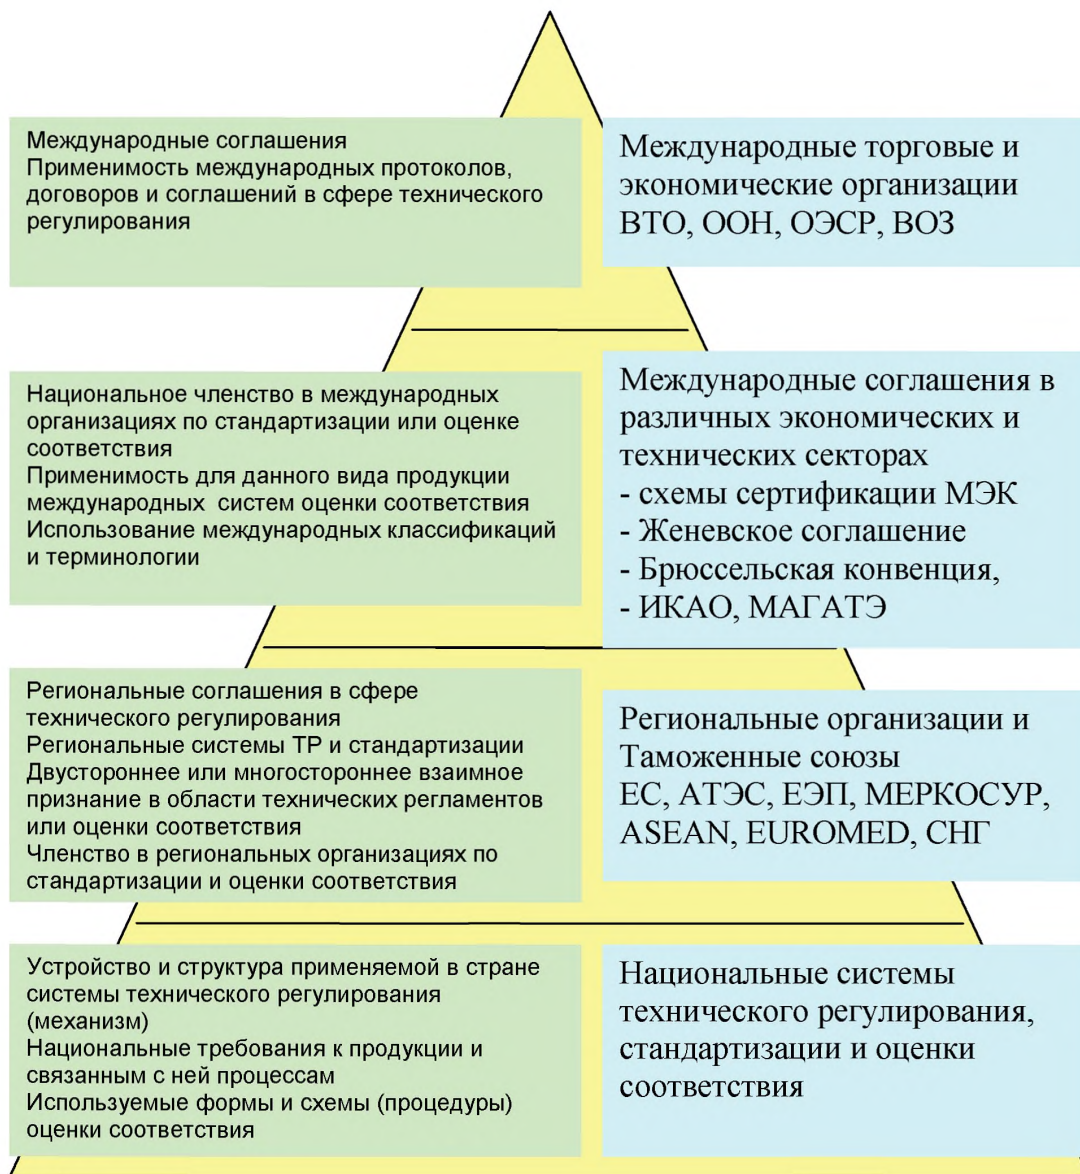 Международные соглашения
Применимость международных протоколов,
договоров и соглашений в сфере технического
регулирования
Международные торговые и
экономические организации
ВТО, ООН, ОЭСР, ВОЗ
Национальное членство в международных
организациях по стандартизации или оценке
соответствия
Применимость для данного вида продукции
международных систем оценки соответствия
Использование международных классификаций
и терминологии
Международные соглашения в
различных экономических и
технических секторах
- схемы сертификации МЭК
- Женевское соглашение
- Брюссельская конвенция,
- ИКАО, МАГАТЭ
Региональные соглашения в сфере
технического регулирования
Региональные системы ТР и стандартизации
Двустороннее или многостороннее взаимное
признание в области технических регламентов
или оценки соответствия
Членство в региональных организациях по
стандартизации и оценки соответствия
Региональные организации и
Таможенные союзы
ЕС, АТЭС, ЕЭП, МЕРКОСУР,
ASEAN, EUROMED, СНГ
Устройство и структура применяемой в стране
системы технического регулирования
(механизм)
Национальные требования к продукции и
связанным с ней процессам
Используемые формы и схемы (процедуры)
оценки соответствия
Национальные системы
технического регулирования,
стандартизации и оценки
соответствия